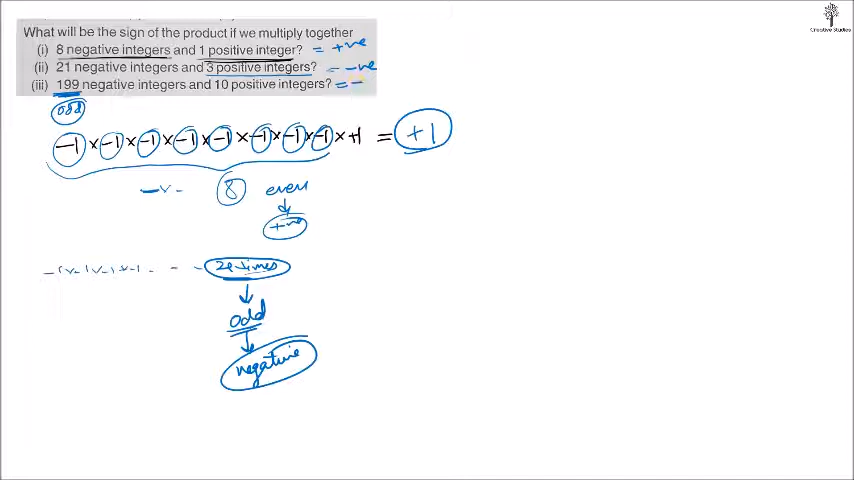 What will be the sign of the product if we multiply together
(i) 8 negative integers and 1 positive integer? = +ve
(ii) 21 negative integers and 3 positive integers? = -ve
(iii) 199 negative integers and 10 positive integers? = -
odd
-1 × -1 × -1 × -1 × -1 × -1 × -1 × -1 × +1 = +1
8 even
+ve
times
odd
negative
Creative Studies